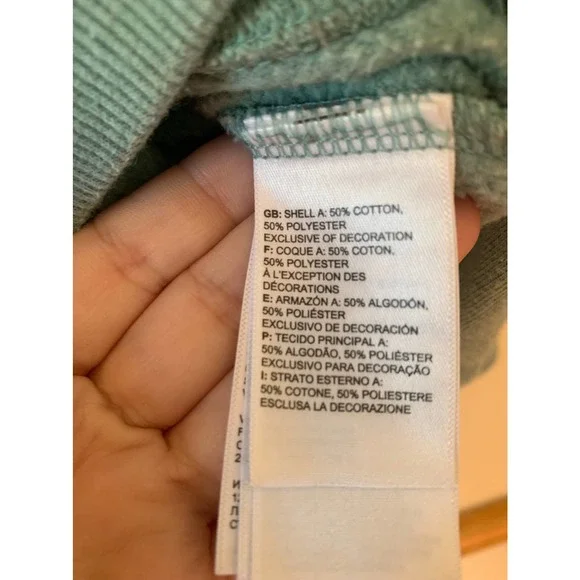 GB: SHELL A: 50% COTTON,
50% POLYESTER
EXCLUSIVE OF DECORATION
F: COQUE A: 50% COTON,
50% POLYESTER
À L'EXCEPTION DES
DÉCORATIONS
E: ARMAZÓN A: 50% ALGODÓN,
50% POLIÉSTER
EXCLUSIVO DE DECORACIÓN
P: TECIDO PRINCIPAL A:
50% ALGODÃO, 50% POLIÉSTER
EXCLUSIVO PARA DECORAÇÃO
I: STRATO ESTERNO A:
50% COTONE, 50% POLIESTERE
ESCLUSA LA DECORAZIONE